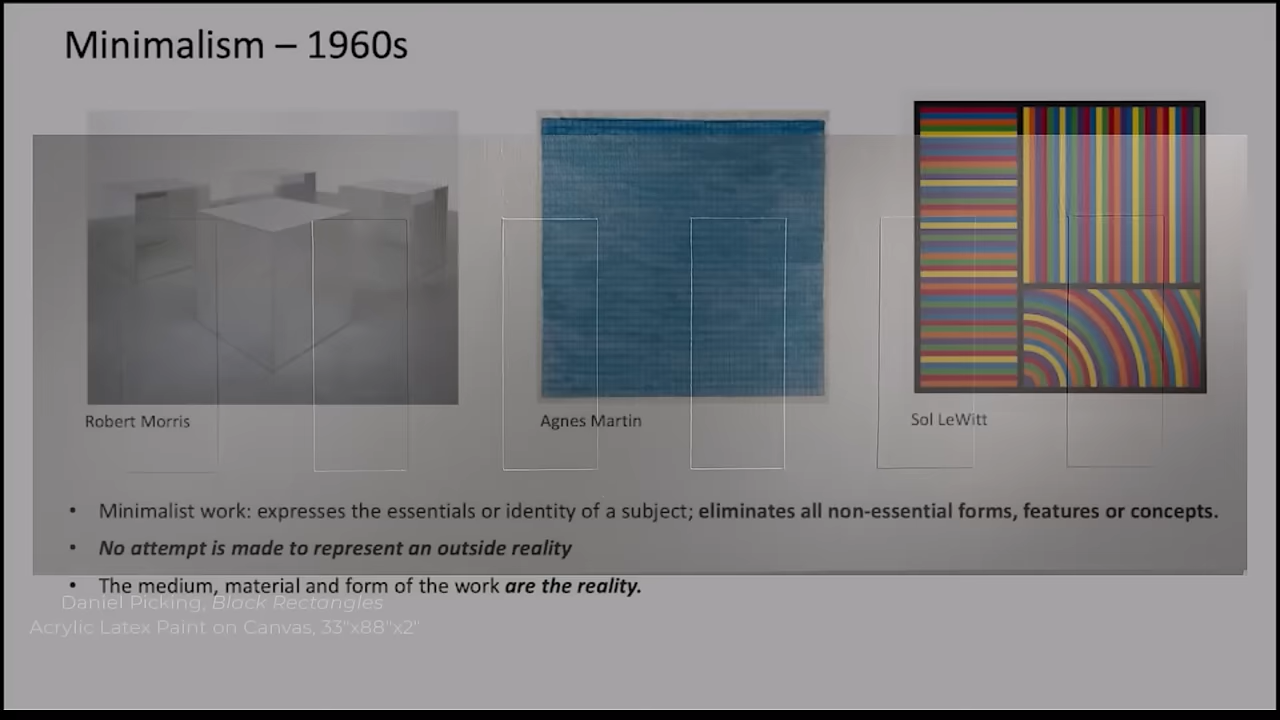 Minimalism – 1960s
Robert Morris
Agnes Martin
Sol LeWitt
• Minimalist work: expresses the essentials or identity of a subject; eliminates all non-essential forms, features or concepts.
• No attempt is made to represent an outside reality
• The medium, material and form of the work are the reality.
Daniel Picking, Black Rectangles
Acrylic Latex Paint on Canvas, 33"x88"x2"